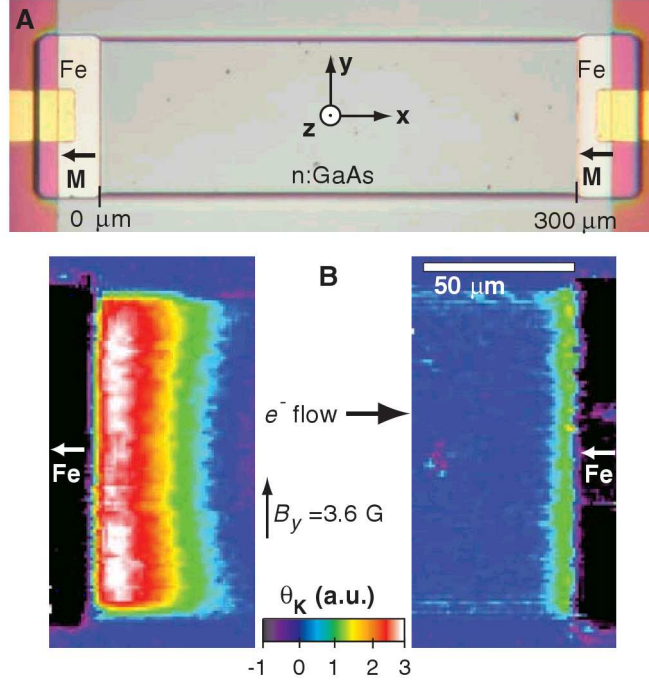 A
Fe
Fe
y
z
x
M
M
n:GaAs
0 μm
300 μm
B
50 μm
e⁻ flow
Fe
Fe
B_y =3.6 G
θ_K (a.u.)
-1 0 1 2 3